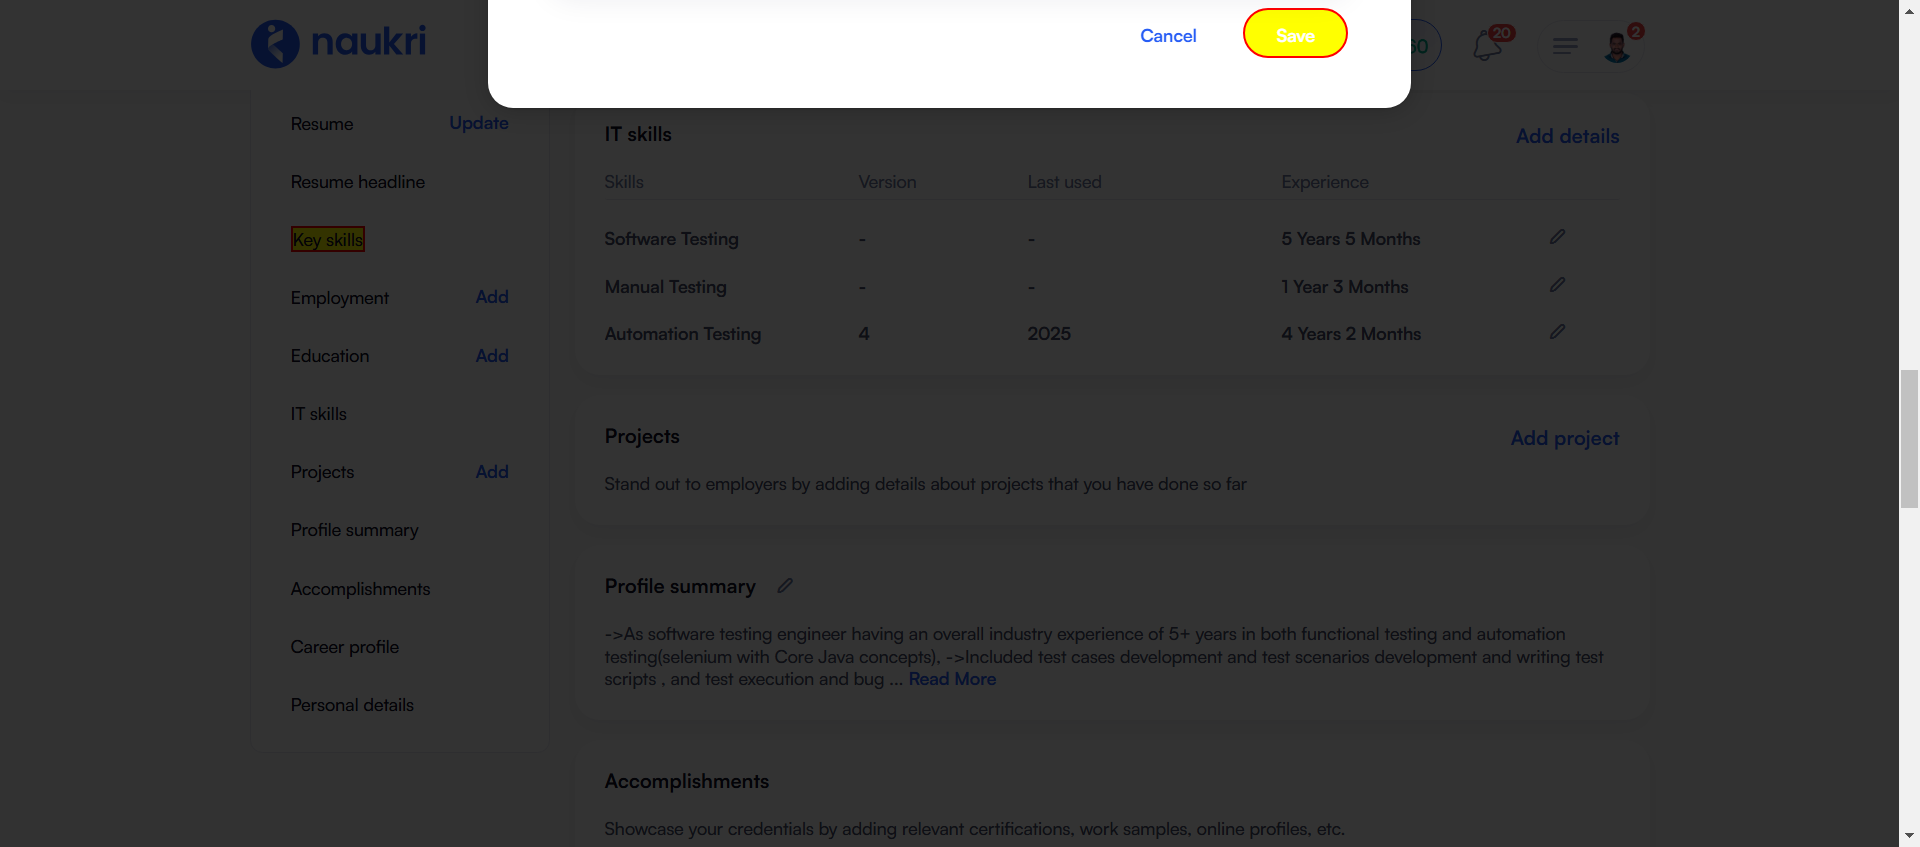 naukri
Cancel
Save
20
2
Resume
Update
Resume headline
Key skills
Employment
Add
Education
Add
IT skills
Projects
Add
Profile summary
Accomplishments
Career profile
Personal details
IT skills
Add details
Skills Version Last used Experience
Software Testing - - 5 Years 5 Months
Manual Testing - - 1 Year 3 Months
Automation Testing 4 2025 4 Years 2 Months
Projects
Add project
Stand out to employers by adding details about projects that you have done so far
Profile summary
->As software testing engineer having an overall industry experience of 5+ years in both functional testing and automation
testing(selenium with Core Java concepts), ->Included test cases development and test scenarios development and writing test
scripts , and test execution and bug ... Read More
Accomplishments
Showcase your credentials by adding relevant certifications, work samples, online profiles, etc.